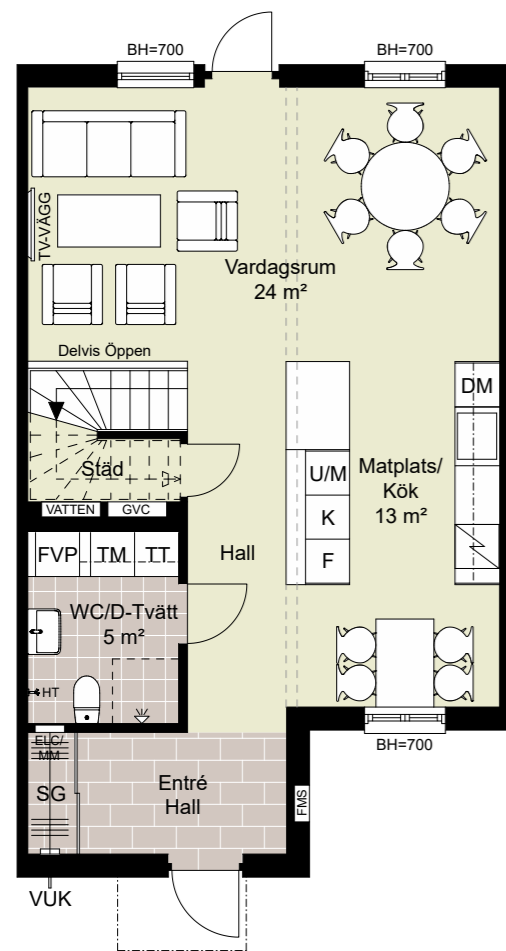 BH=700
BH=700
TV-VÄGG
Vardagsrum
24 m²
Delvis Öppen
DM
Städ
U/M
Matplats/
Kök
13 m²
K
F
VATTEN
GVC
FVP
TM
TT
Hall
WC/D-Tvätt
5 m²
HT
BH=700
ELC/
MM
SG
Entré
Hall
FMS
VUK